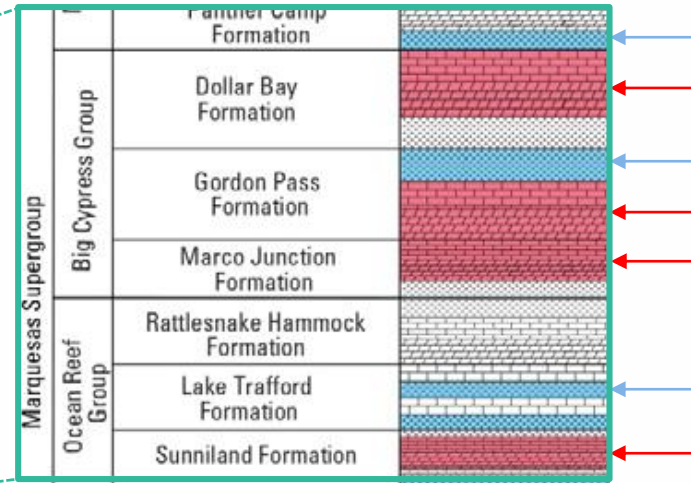 Panther Camp
Formation
Dollar Bay
Formation
Gordon Pass
Formation
Marco Junction
Formation
Rattlesnake Hammock
Formation
Lake Trafford
Formation
Sunniland Formation
Big Cypress Group
Ocean Reef
Group
Marquesas Supergroup